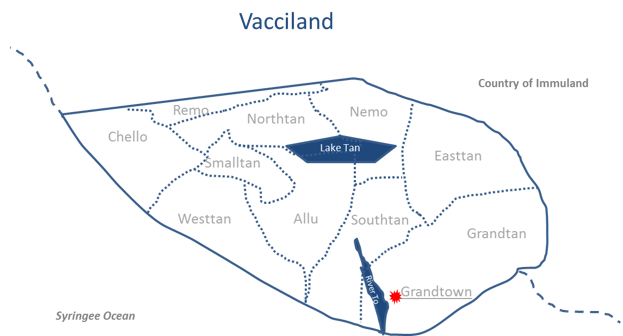 Vacciland
Country of Immuland
Remo
Nemo
Northtan
Chello
Lake Tan
Easttan
Smalltan
Westtan
Allu
Southtan
Grandtan
River To
Grandtown
Syringee Ocean